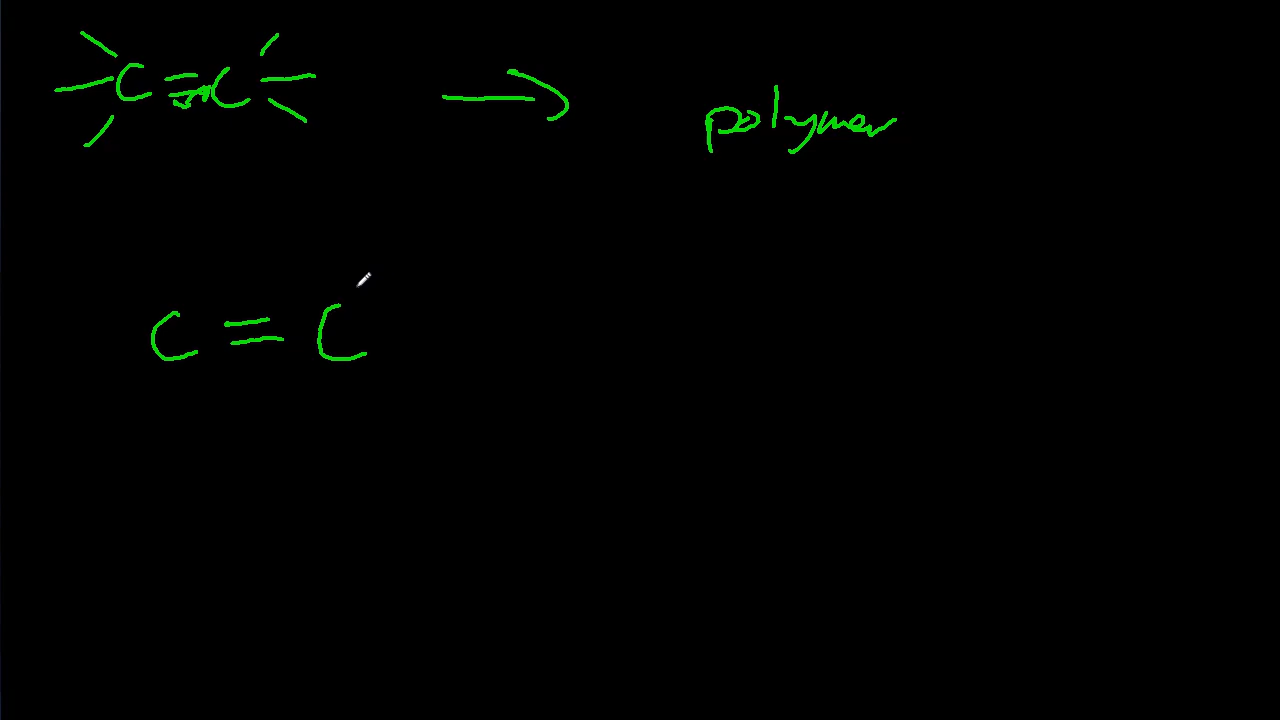 C = C → polymer
C = C